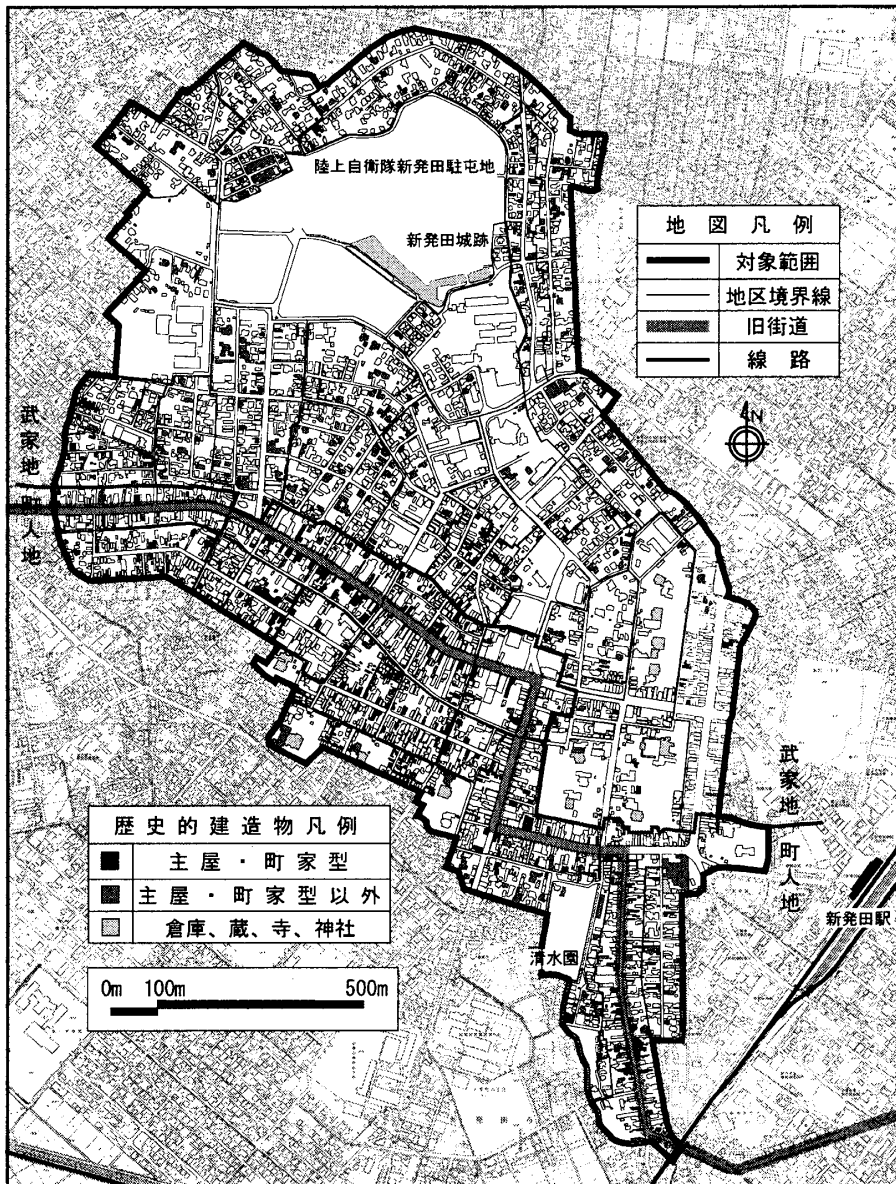 陸上自衛隊新発田駐屯地
新発田城跡
地図凡例
対象範囲
地区境界線
旧街道
線路
N
武家地
町人地
武家地
町人地
新発田駅
清水園
歴史的建造物凡例
主屋・町家型
主屋・町家型以外
倉庫、蔵、寺、神社
0m 100m 500m